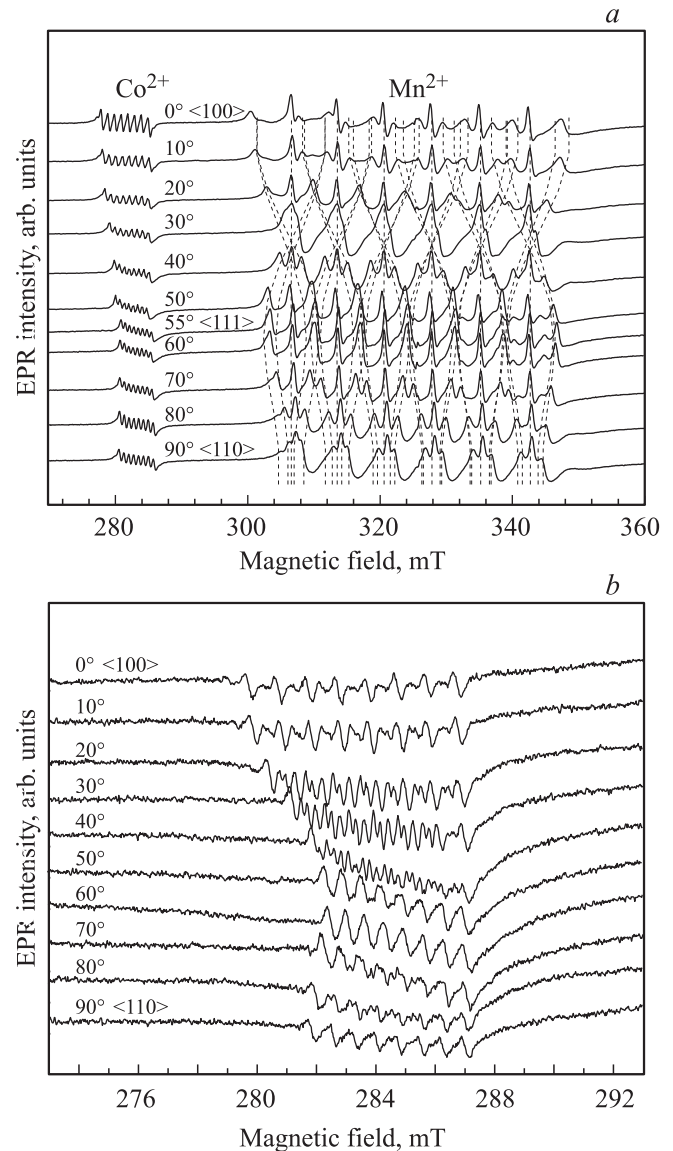 a
Co2+ Mn2+
0° <100>
10°
20°
30°
40°
50°
55° <111>
60°
70°
80°
90° <110>
EPR intensity, arb. units
280 300 320 340 360
Magnetic field, mT
b
0° <100>
10°
20°
30°
40°
50°
60°
70°
80°
90° <110>
EPR intensity, arb. units
276 280 284 288 292
Magnetic field, mT